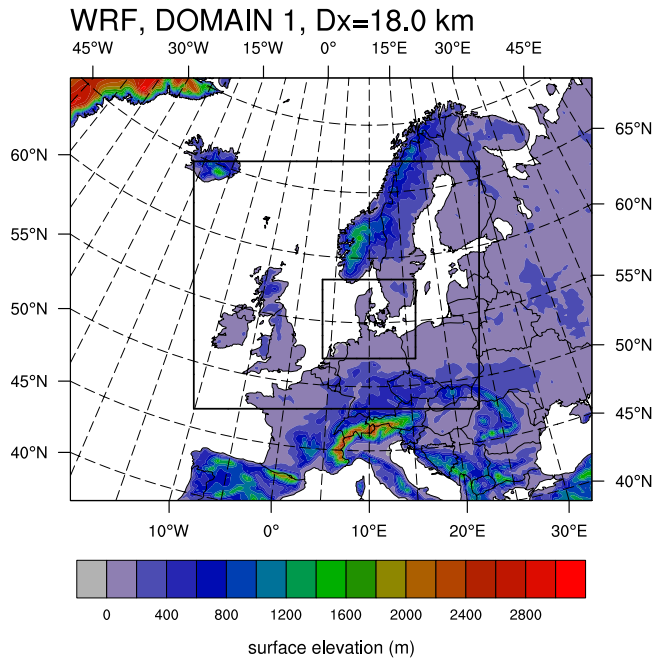 WRF, DOMAIN 1, Dx=18.0 km
45°W 30°W 15°W 0° 15°E 30°E 45°E
60°N
55°N
50°N
45°N
40°N
65°N
60°N
55°N
50°N
45°N
40°N
10°W 0° 10°E 20°E 30°E
0 400 800 1200 1600 2000 2400 2800
surface elevation (m)